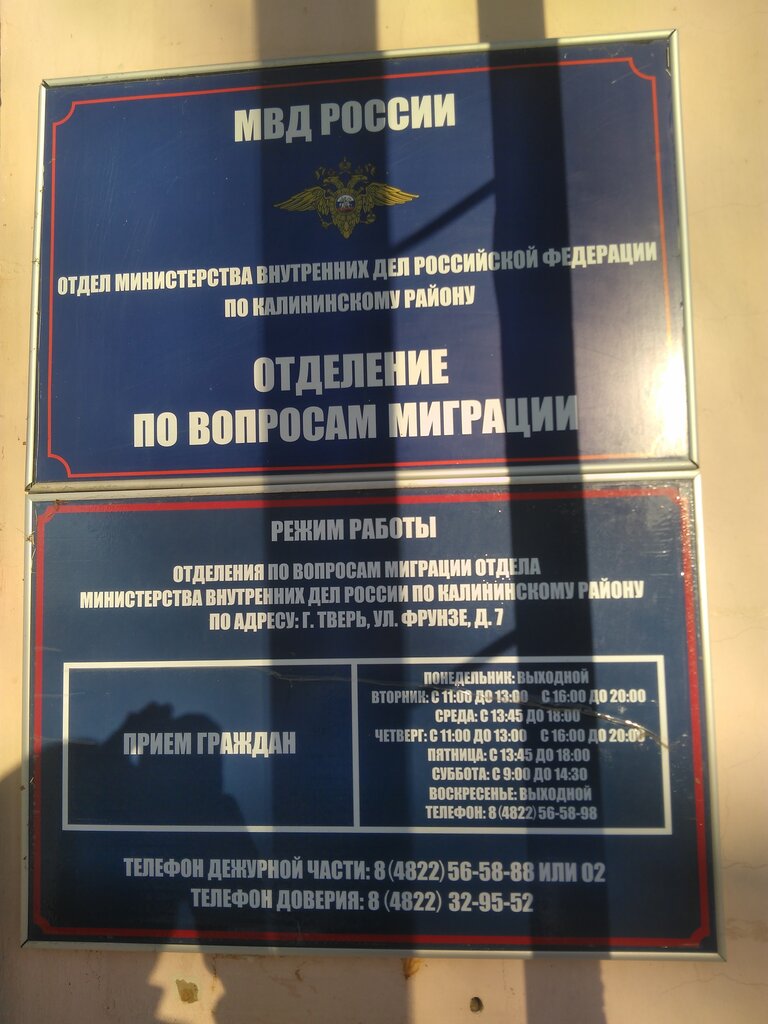 МВД РОССИИ
ОТДЕЛ МИНИСТЕРСТВА ВНУТРЕННИХ ДЕЛ РОССИЙСКОЙ ФЕДЕРАЦИИ
ПО КАЛИНИНСКОМУ РАЙОНУ
ОТДЕЛЕНИЕ
ПО ВОПРОСАМ МИГРАЦИИ
РЕЖИМ РАБОТЫ
ОТДЕЛЕНИЯ ПО ВОПРОСАМ МИГРАЦИИ ОТДЕЛА
МИНИСТЕРСТВА ВНУТРЕННИХ ДЕЛ РОССИИ ПО КАЛИНИНСКОМУ РАЙОНУ
ПО АДРЕСУ: Г. ТВЕРЬ, УЛ. ФРУНЗЕ, Д. 7
ПРИЕМ ГРАЖДАН
ПОНЕДЕЛЬНИК: ВЫХОДНОЙ
ВТОРНИК: С 11:00 ДО 13:00 С 16:00 ДО 20:00
СРЕДА: С 13:45 ДО 18:00
ЧЕТВЕРГ: С 11:00 ДО 13:00 С 16:00 ДО 20:00
ПЯТНИЦА: С 13:45 ДО 18:00
СУББОТА: С 9:00 ДО 14:30
ВОСКРЕСЕНЬЕ: ВЫХОДНОЙ
ТЕЛЕФОН: 8 (4822) 56-58-98
ТЕЛЕФОН ДЕЖУРНОЙ ЧАСТИ: 8 (4822) 56-58-88 ИЛИ 02
ТЕЛЕФОН ДОВЕРИЯ: 8 (4822) 32-95-52